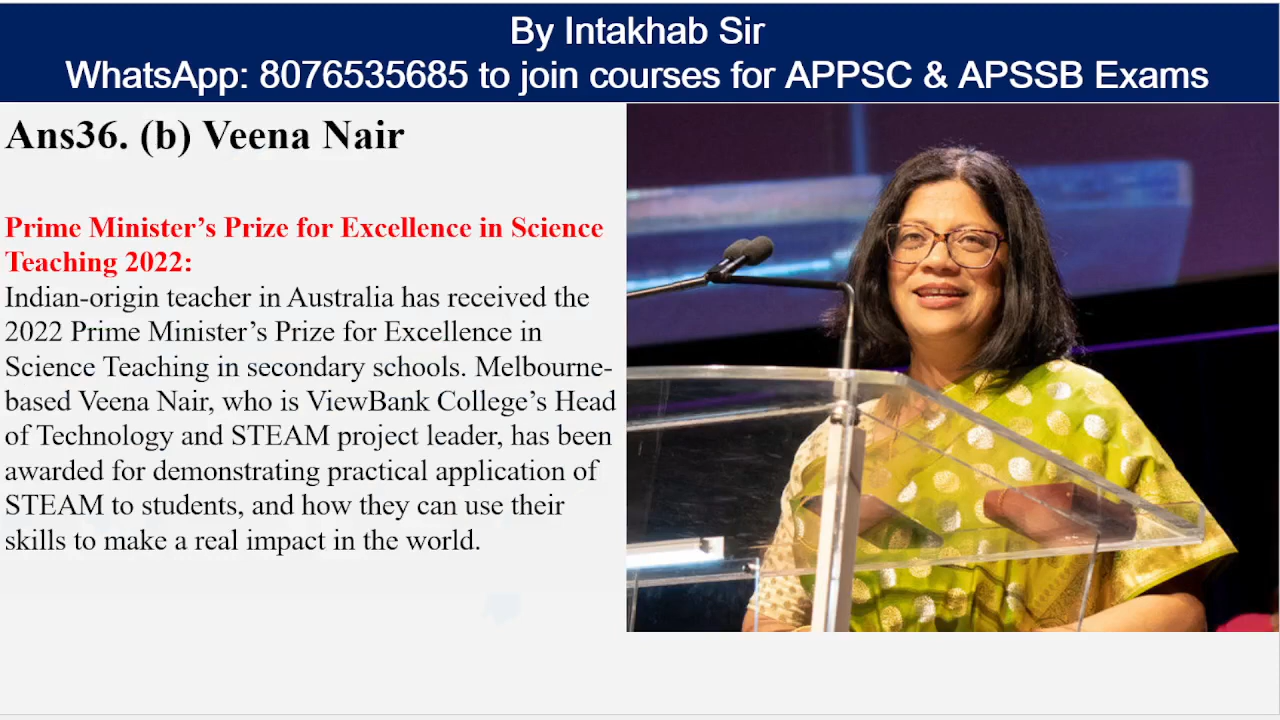 By Intakhab Sir
WhatsApp: 8076535685 to join courses for APPSC & APSSB Exams
Ans36. (b) Veena Nair
Prime Minister’s Prize for Excellence in Science
Teaching 2022:
Indian-origin teacher in Australia has received the
2022 Prime Minister’s Prize for Excellence in
Science Teaching in secondary schools. Melbourne-
based Veena Nair, who is ViewBank College’s Head
of Technology and STEAM project leader, has been
awarded for demonstrating practical application of
STEAM to students, and how they can use their
skills to make a real impact in the world.